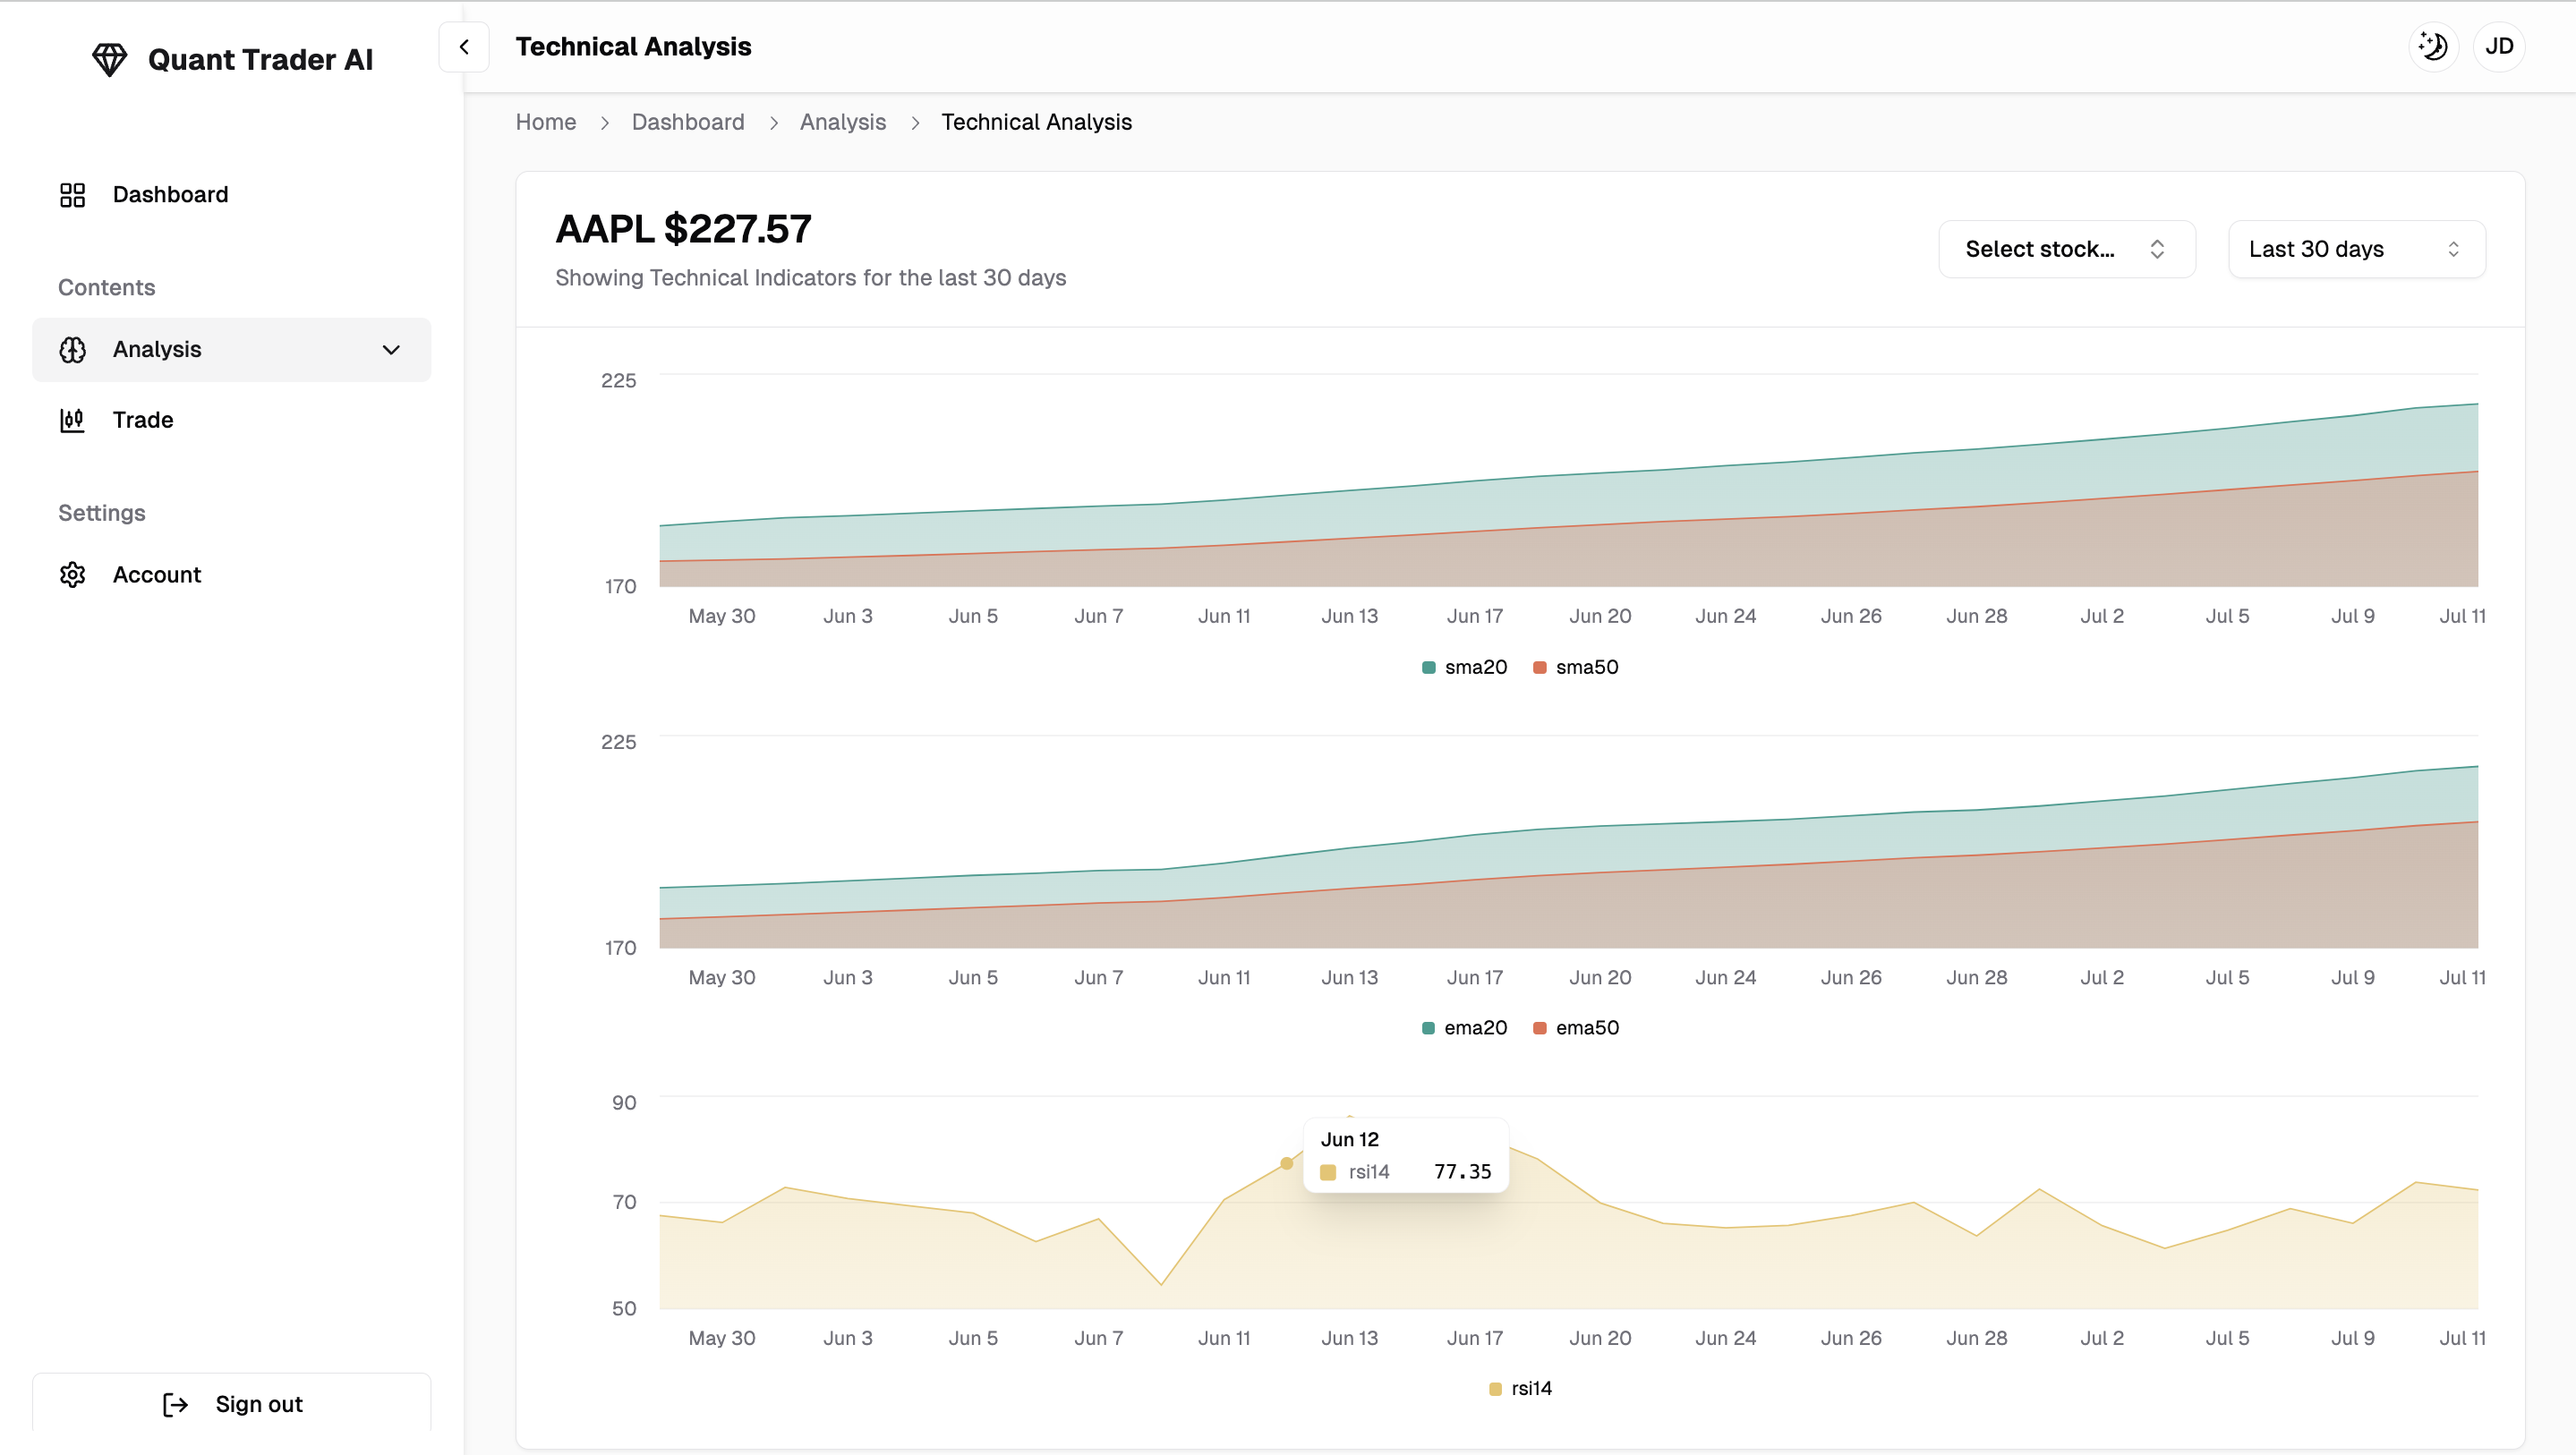 Quant Trader AI
Dashboard
Contents
Analysis
Trade
Settings
Account
Sign out
Technical Analysis
JD
Home > Dashboard > Analysis > Technical Analysis
AAPL $227.57
Showing Technical Indicators for the last 30 days
Select stock...
Last 30 days
225
170
May 30 Jun 3 Jun 5 Jun 7 Jun 11 Jun 13 Jun 17 Jun 20 Jun 24 Jun 26 Jun 28 Jul 2 Jul 5 Jul 9 Jul 11
sma20 sma50
225
170
May 30 Jun 3 Jun 5 Jun 7 Jun 11 Jun 13 Jun 17 Jun 20 Jun 24 Jun 26 Jun 28 Jul 2 Jul 5 Jul 9 Jul 11
ema20 ema50
90
Jun 12
rsi14 77.35
70
50
May 30 Jun 3 Jun 5 Jun 7 Jun 11 Jun 13 Jun 17 Jun 20 Jun 24 Jun 26 Jun 28 Jul 2 Jul 5 Jul 9 Jul 11
rsi14